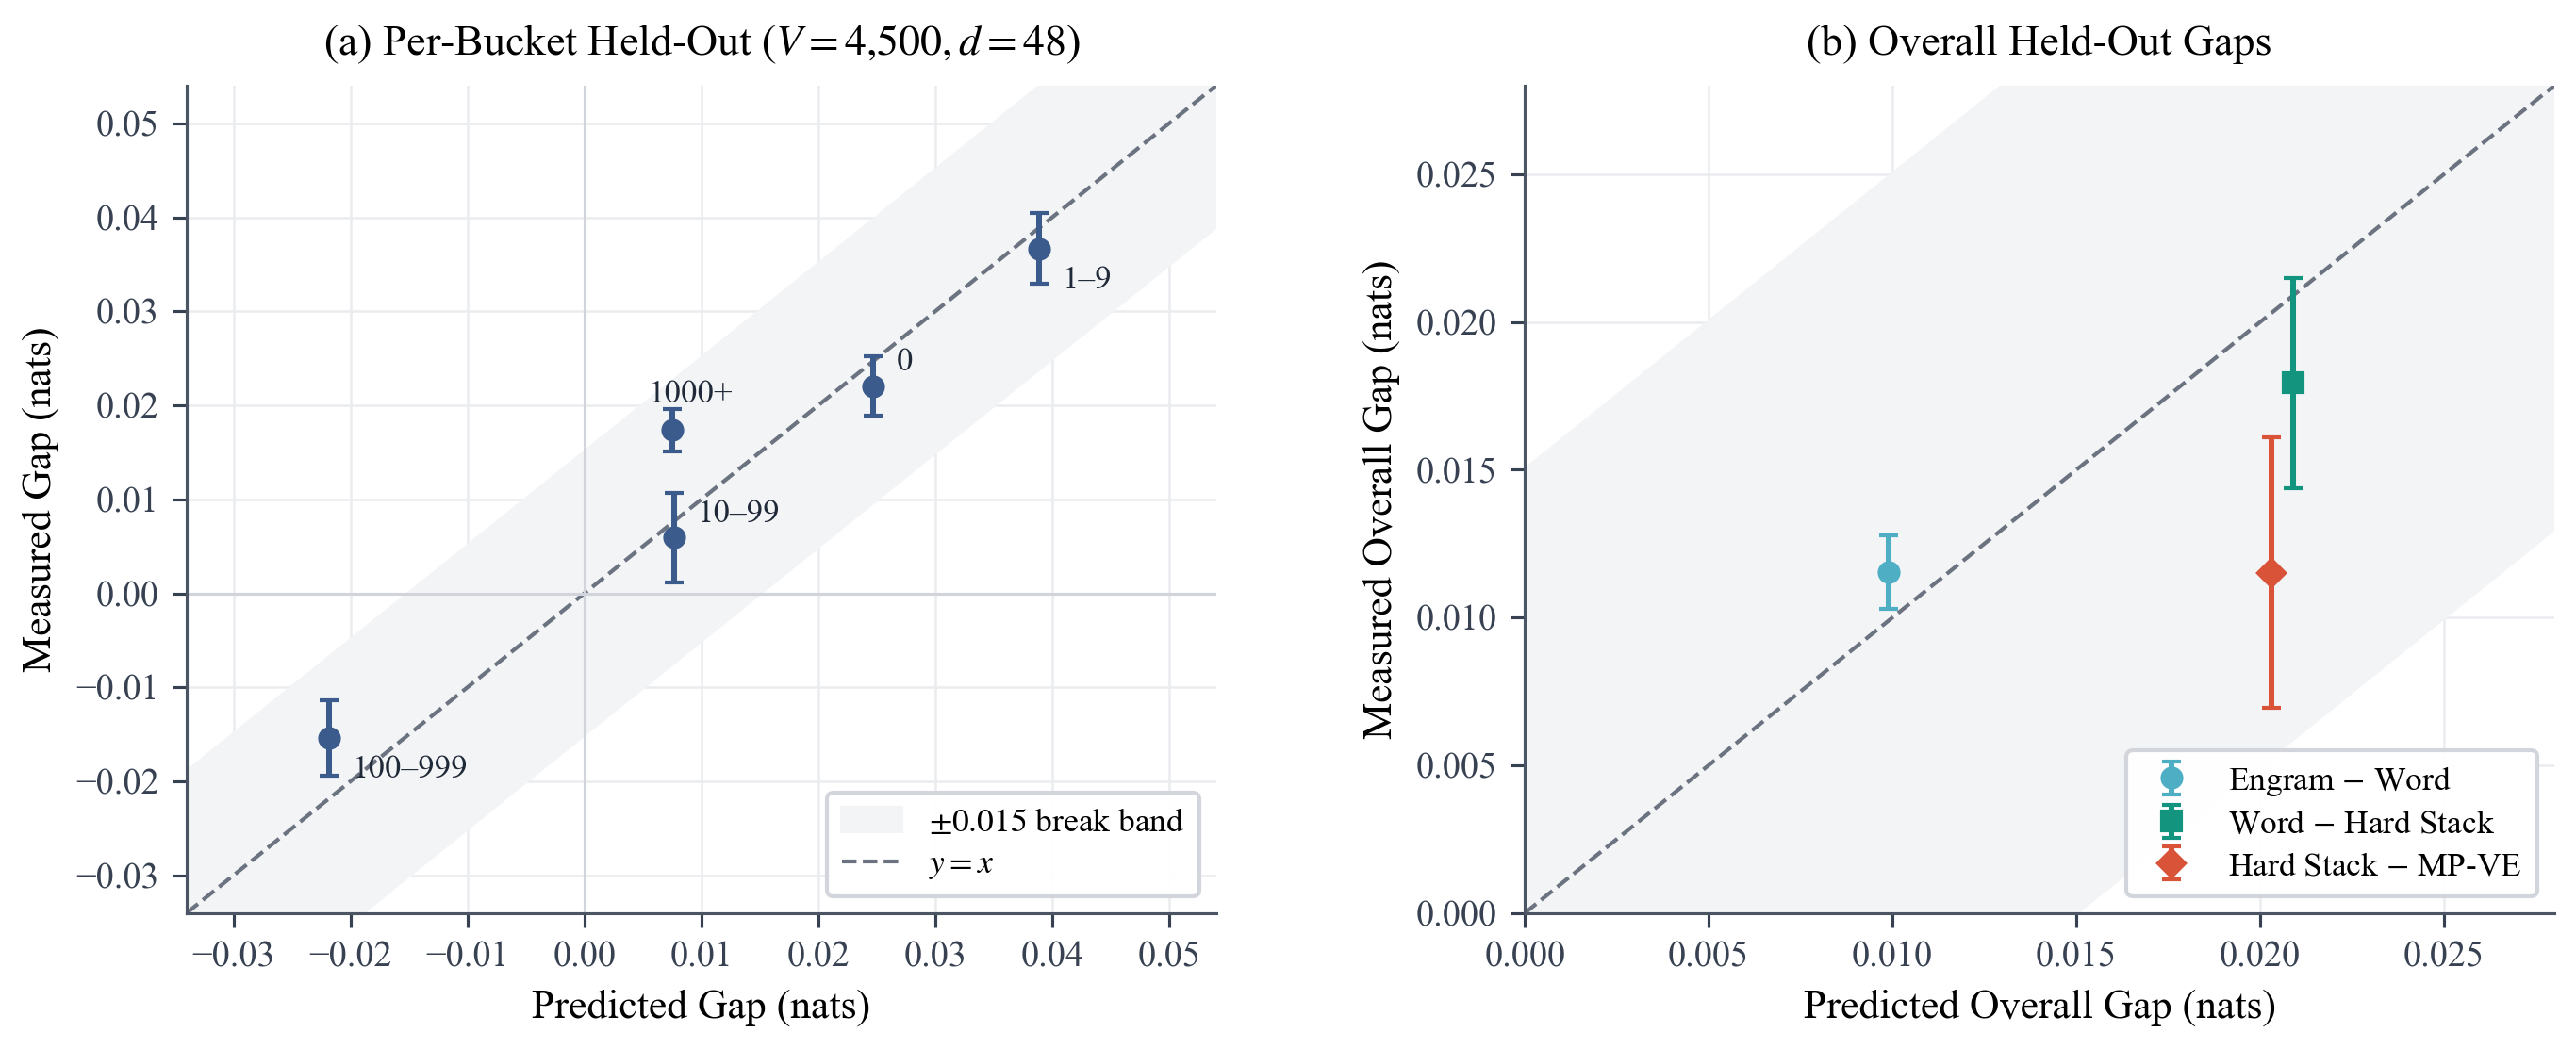 (a) Per-Bucket Held-Out (V=4,500, d=48)
Measured Gap (nats)
0.05
0.04
0.03
0.02
0.01
0.00
−0.01
−0.02
−0.03
1–9
0
1000+
10–99
100–999
±0.015 break band
y=x
−0.03 −0.02 −0.01 0.00 0.01 0.02 0.03 0.04 0.05
Predicted Gap (nats)
(b) Overall Held-Out Gaps
Measured Overall Gap (nats)
0.025
0.020
0.015
0.010
0.005
0.000
Engram − Word
Word − Hard Stack
Hard Stack − MP-VE
0.000 0.005 0.010 0.015 0.020 0.025
Predicted Overall Gap (nats)